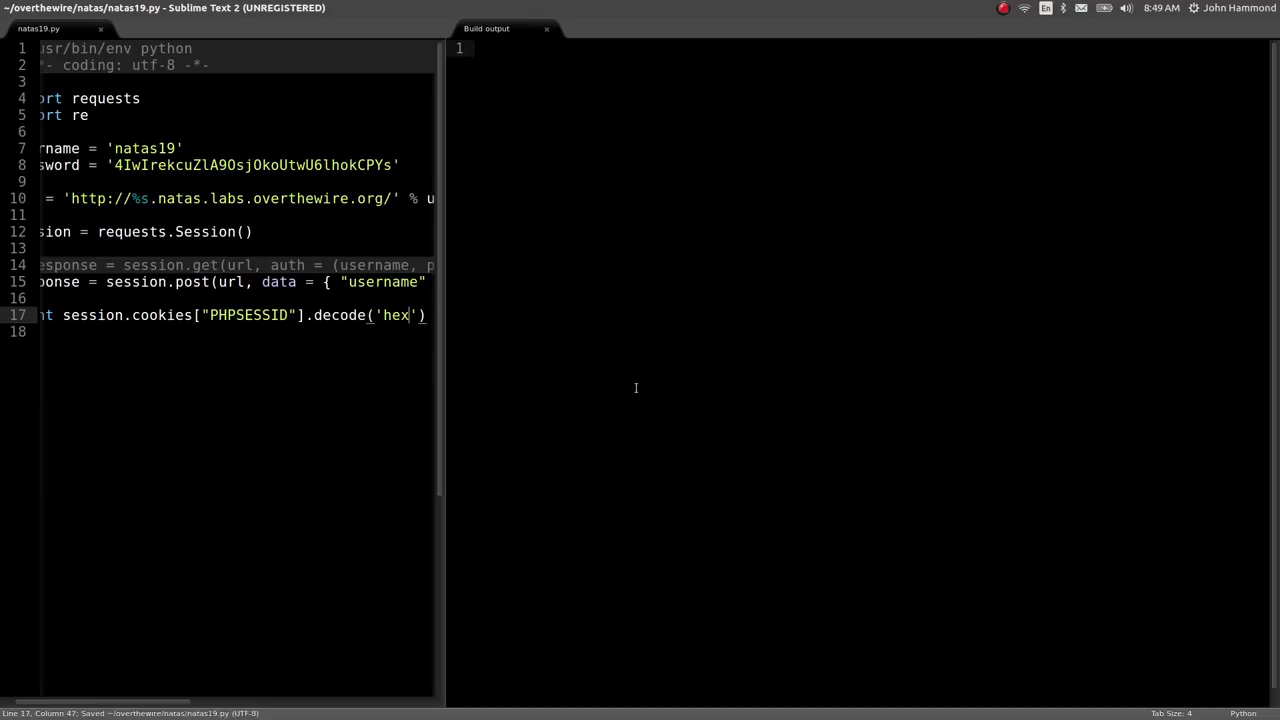 ~/overthewire/natas/natas19.py - Sublime Text 2 (UNREGISTERED)
En
8:49 AM
John Hammond
natas19.py ×
Build output ×
1 usr/bin/env python
2 *- coding: utf-8 -*-
3
4 ort requests
5 ort re
6
7 rname = 'natas19'
8 sword = '4IwIrekcuZlA9OsjOkoUtwU6lhokCPYs'
9
10 = 'http://%s.natas.labs.overthewire.org/' % u
11
12 sion = requests.Session()
13
14 esponse = session.get(url, auth = (username, p
15 ponse = session.post(url, data = { "username"
16
17 nt session.cookies["PHPSESSID"].decode('hex')
18
1
Line 17, Column 47; Saved ~/overthewire/natas/natas19.py (UTF-8)
Tab Size: 4
Python